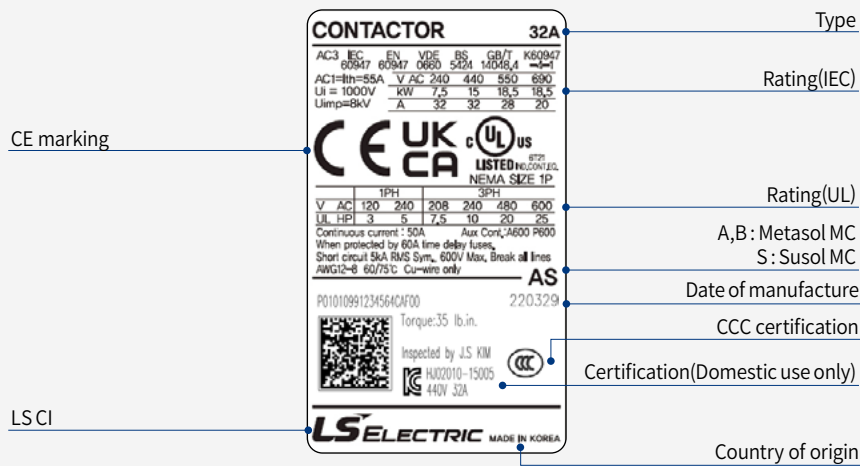 CONTACTOR 32A
AC3 IEC EN VDE BS GB/T K60947
60947 60947 0660 5424 14048.4 -4-1
AC1=Ith=55A V AC 240 440 550 690
Ui = 1000V kW 7,5 15 18,5 18,5
Uimp=8kV A 32 32 28 20
CE UK CA c UL US
LISTED IND.CONT.EQ.
NEMA SIZE 1P
1PH 3PH
V AC 120 240 208 240 480 600
UL HP 3 5 7,5 10 20 25
Continuous current : 50A Aux Cont.:A600 P600
When protected by 60A time delay fuses,
Short circuit 5kA RMS Sym., 600V Max, Break all lines
AWG12-8 60/75℃ Cu-wire only
AS
P01010991234564CAF00 220329
Torque:35 lb.in.
Inspected by J.S KIM
CCC
HJ02010-15005
440V 32A
LS ELECTRIC MADE IN KOREA
CE marking
LS CI
Type
Rating(IEC)
Rating(UL)
A,B : Metasol MC
S : Susol MC
Date of manufacture
CCC certification
Certification(Domestic use only)
Country of origin